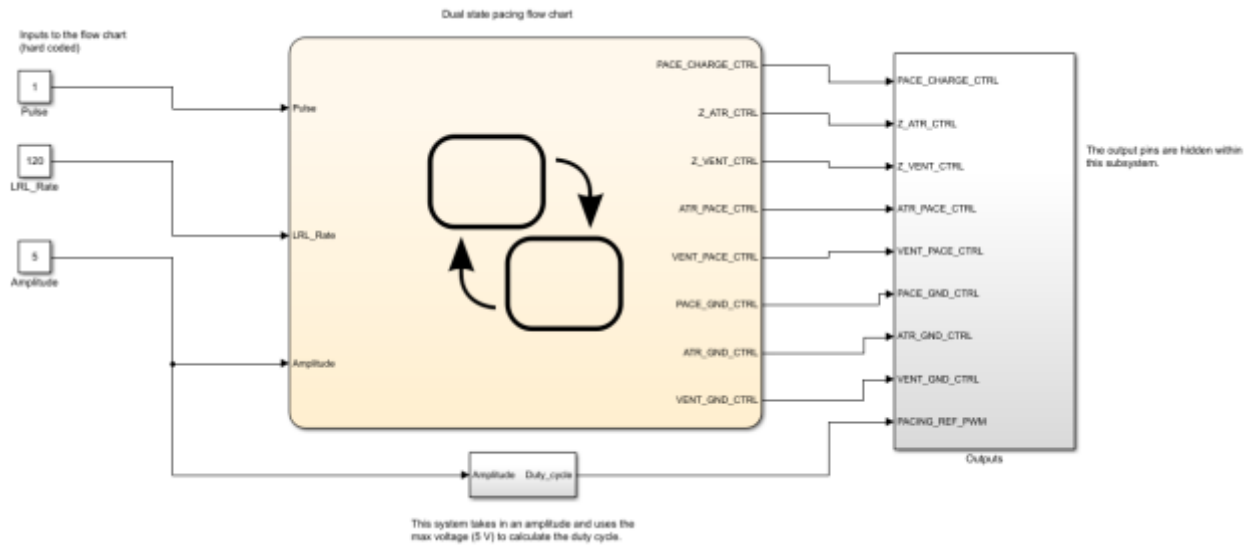 Dual state pacing flow chart
Inputs to the flow chart
(hard coded)
1
Pulse
120
LRL_Rate
5
Amplitude
Pulse
LRL_Rate
Amplitude
PACE_CHARGE_CTRL
Z_ATR_CTRL
Z_VENT_CTRL
ATR_PACE_CTRL
VENT_PACE_CTRL
PACE_GND_CTRL
ATR_GND_CTRL
VENT_GND_CTRL
PACE_CHARGE_CTRL
Z_ATR_CTRL
Z_VENT_CTRL
ATR_PACE_CTRL
VENT_PACE_CTRL
PACE_GND_CTRL
ATR_GND_CTRL
VENT_GND_CTRL
PACING_REF_PWM
Outputs
The output pins are hidden within
this subsystem.
Amplitude Duty_cycle
This system takes in an amplitude and uses the
max voltage (5 V) to calculate the duty cycle.